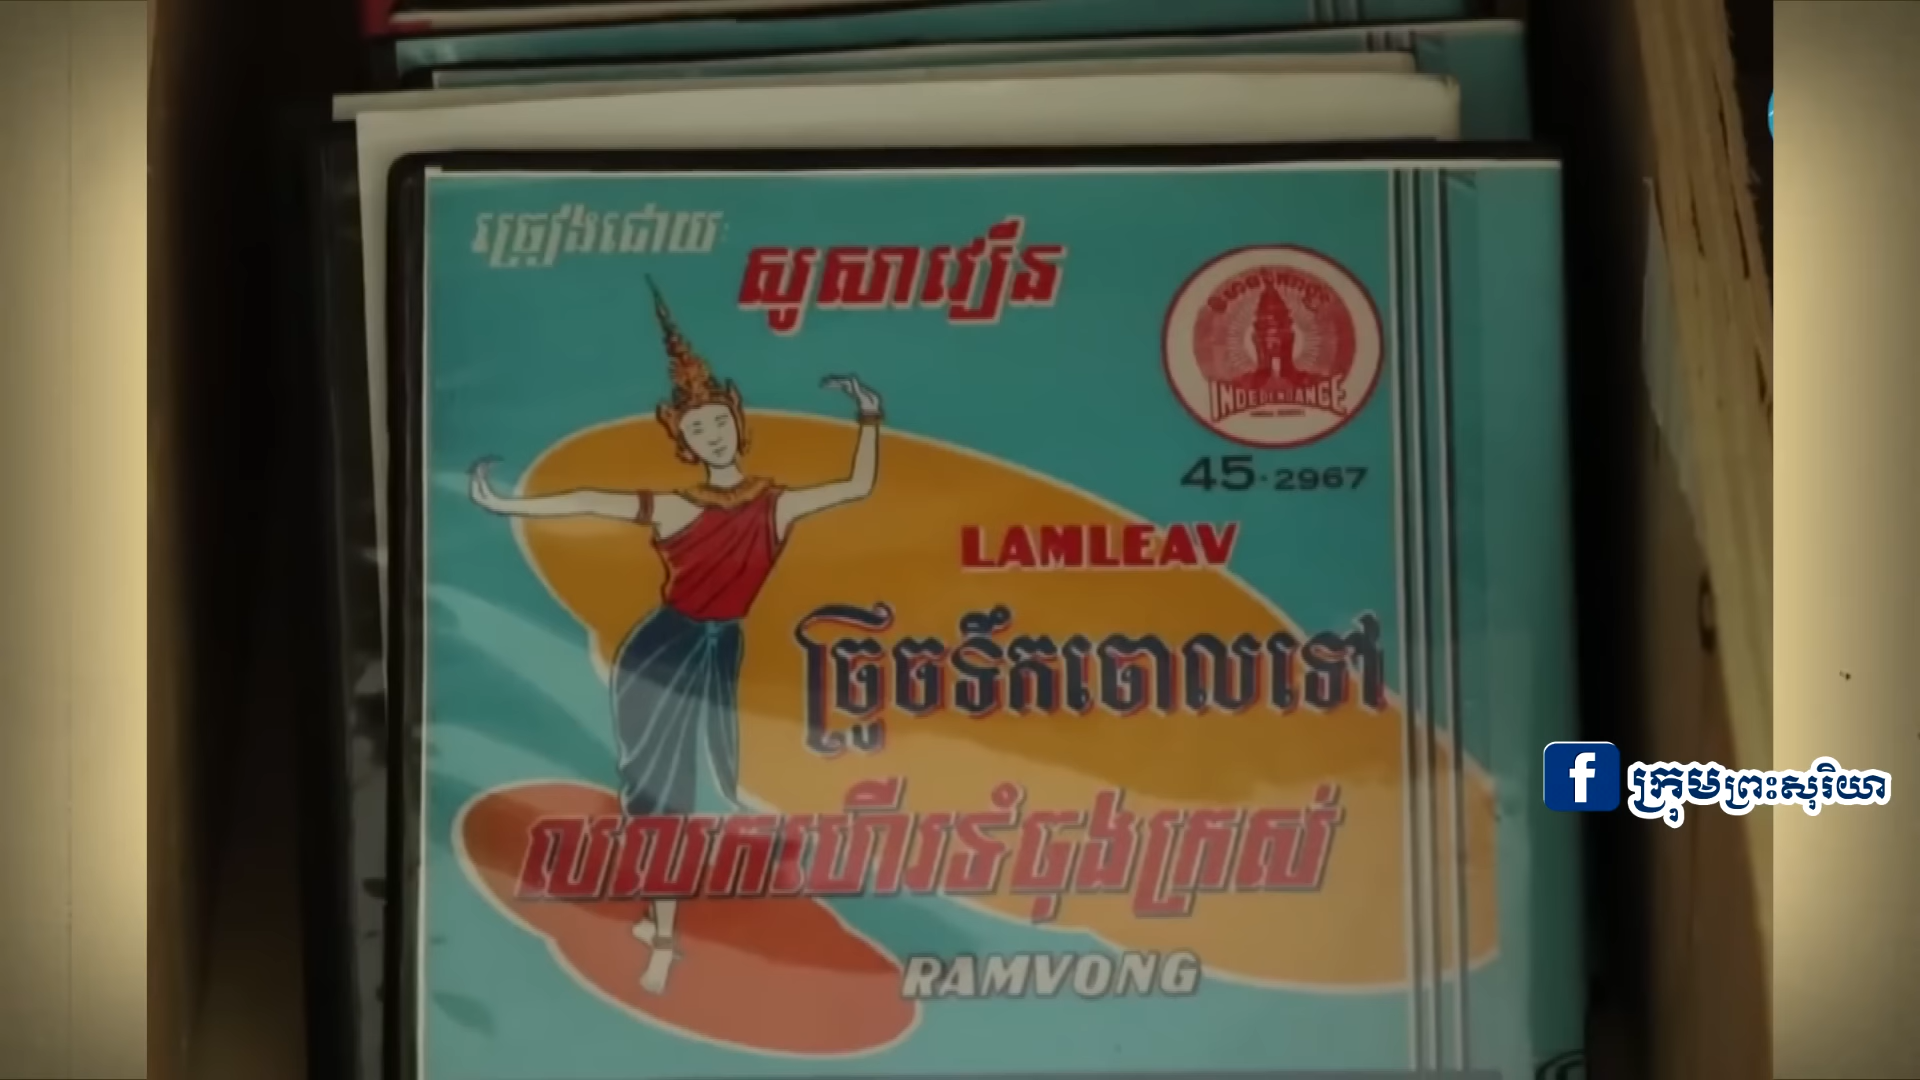 ច្រៀងដោយ:
សូសាវឿន
INDEPENDANCE
45-2967
LAMLEAV
ច្រូចទឹកចោលទៅ
លលកហើរទំចុងក្រស់
RAMVONG
ក្រុមព្រះសុរិយា